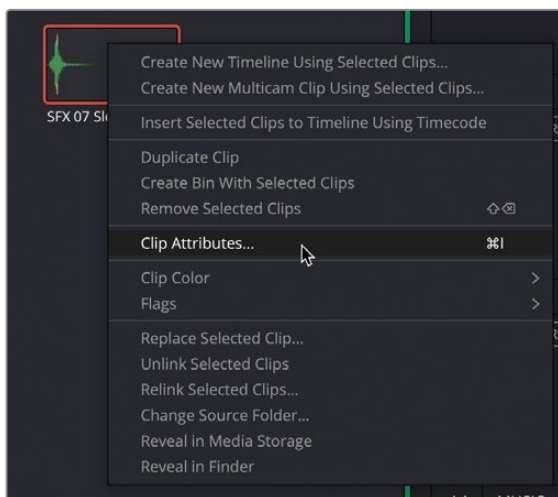 SFX 07 Sl
Create New Timeline Using Selected Clips...
Create New Multicam Clip Using Selected Clips...
Insert Selected Clips to Timeline Using Timecode
Duplicate Clip
Create Bin With Selected Clips
Remove Selected Clips ⇧⌫
Clip Attributes... ⌘I
Clip Color >
Flags >
Replace Selected Clip...
Unlink Selected Clips
Relink Selected Clips...
Change Source Folder...
Reveal in Media Storage
Reveal in Finder